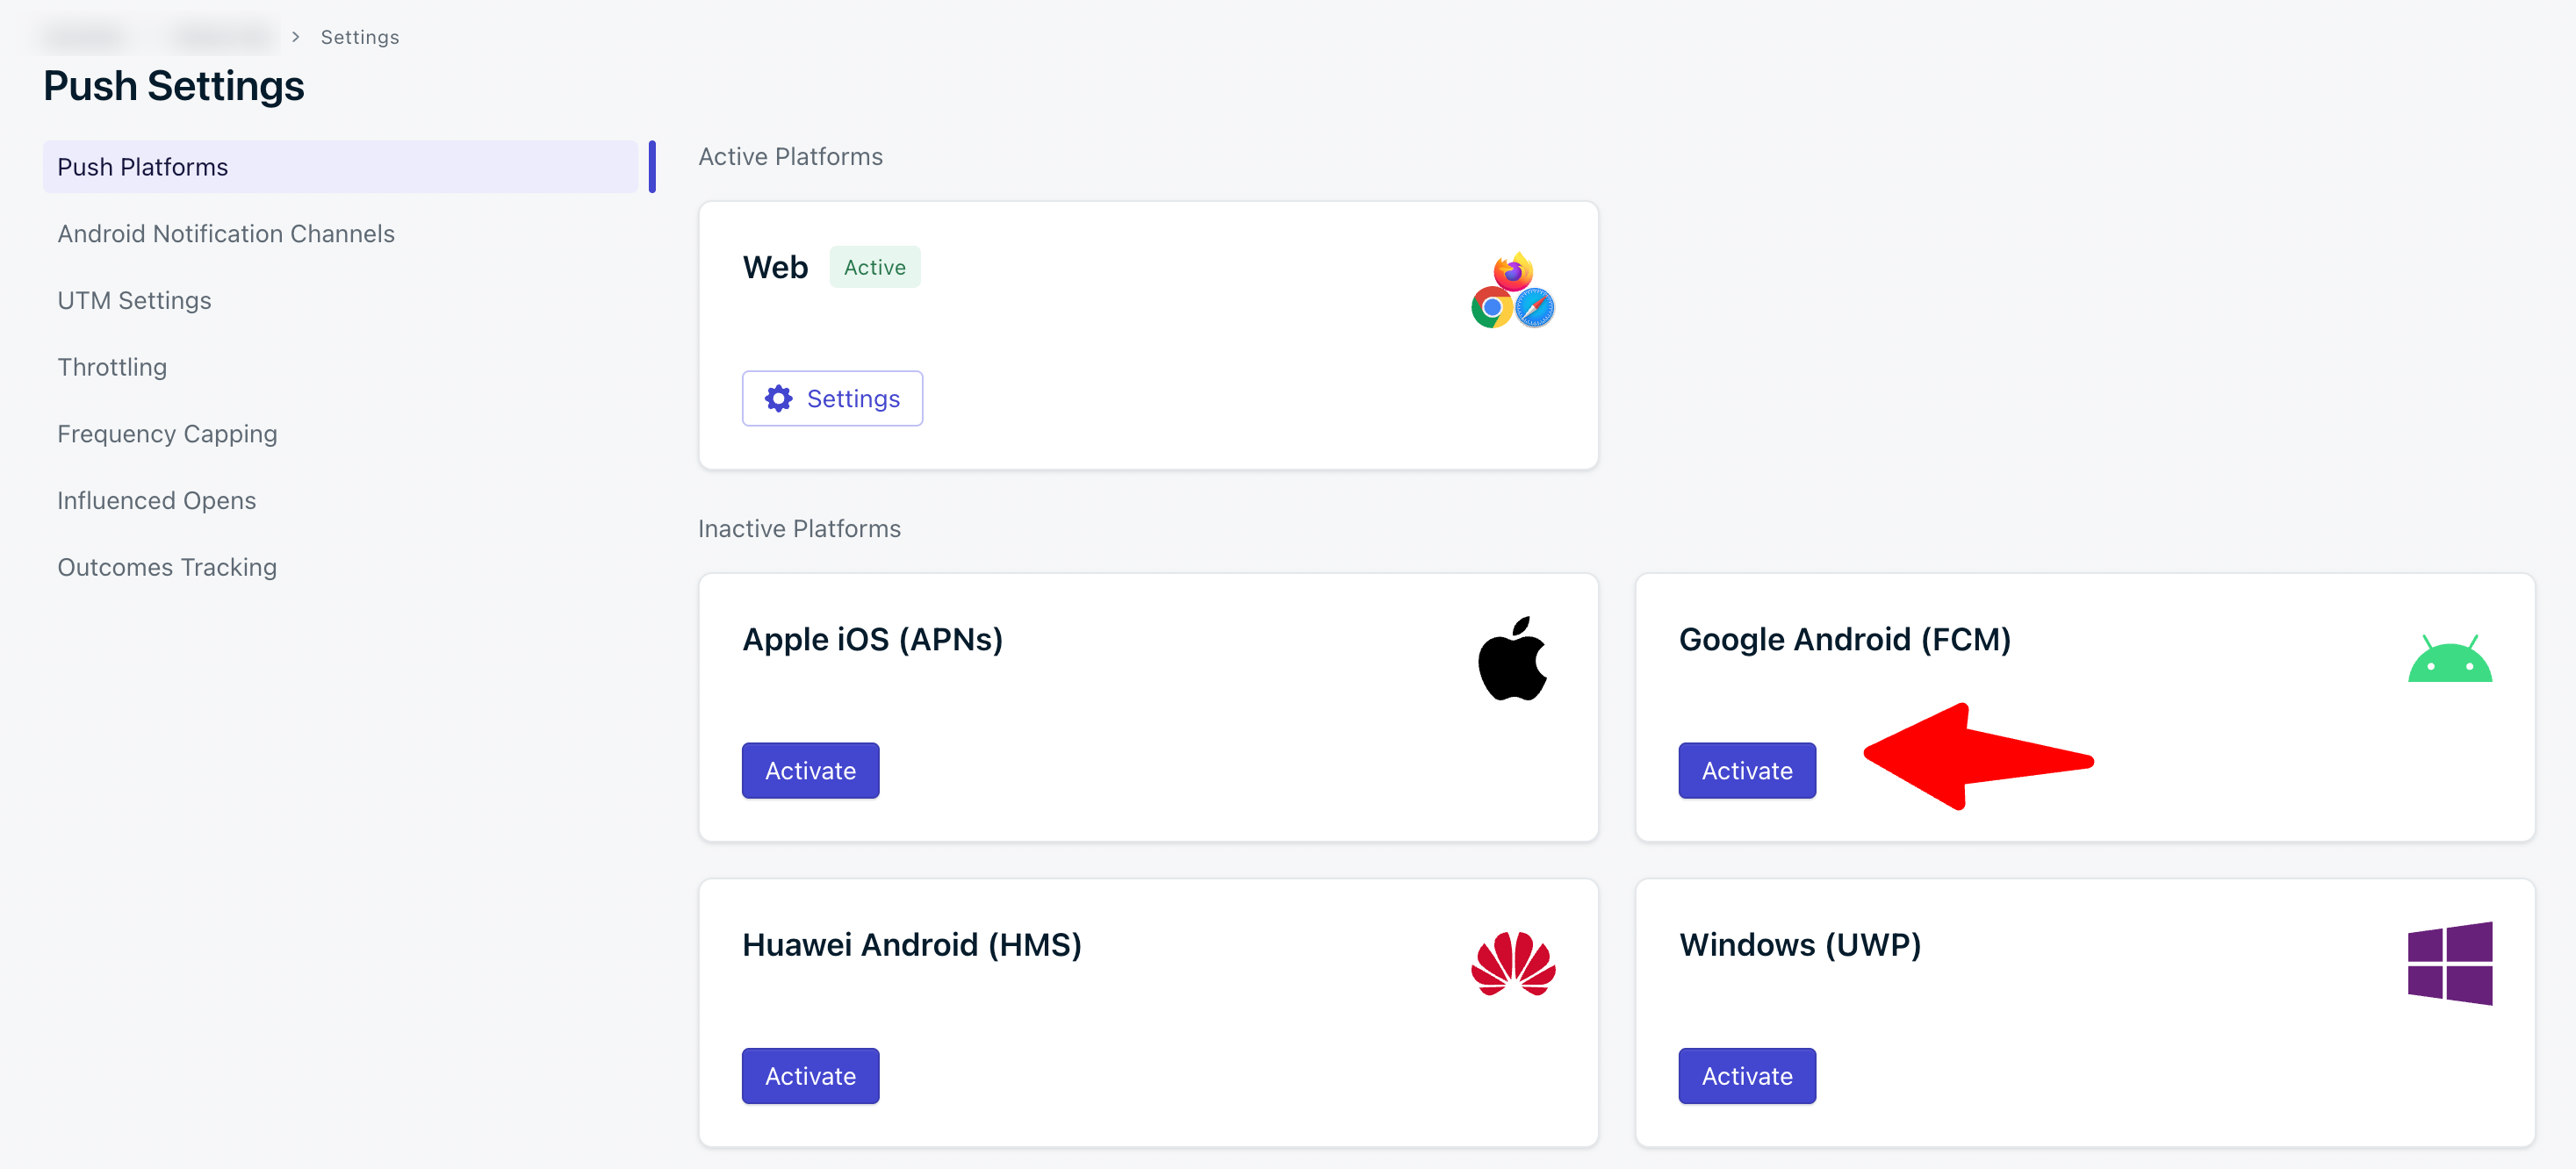 Settings
Push Settings
Push Platforms
Android Notification Channels
UTM Settings
Throttling
Frequency Capping
Influenced Opens
Outcomes Tracking
Active Platforms
Web Active
Settings
Inactive Platforms
Apple iOS (APNs)
Activate
Google Android (FCM)
Activate
Huawei Android (HMS)
Activate
Windows (UWP)
Activate